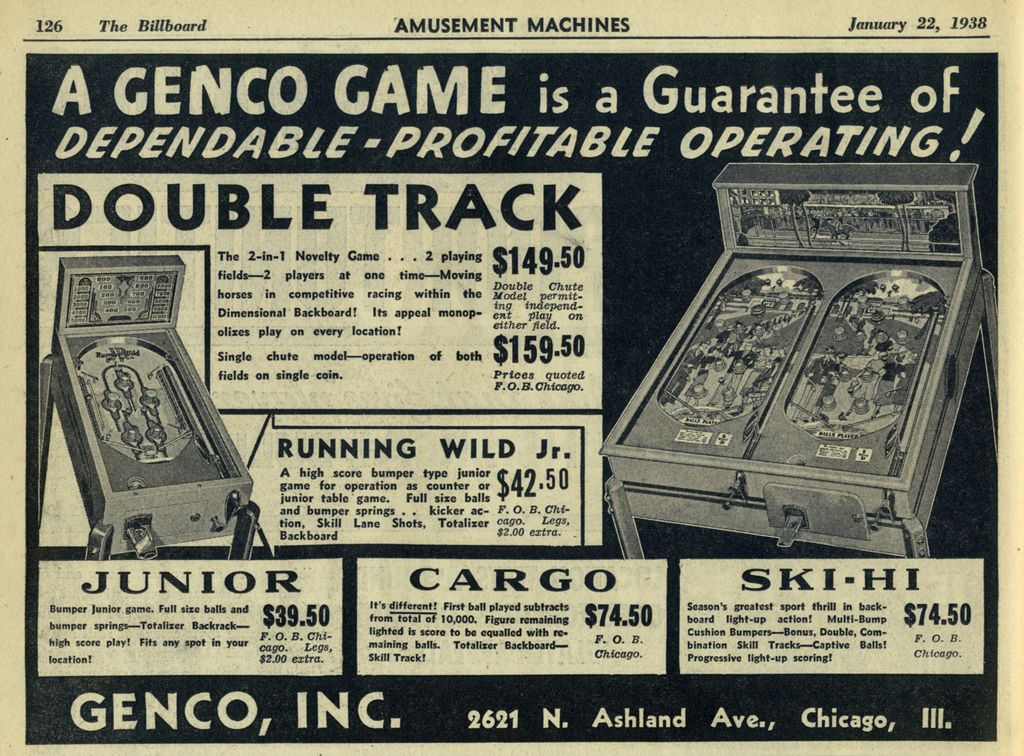 126 The Billboard AMUSEMENT MACHINES January 22, 1938
A GENCO GAME is a Guarantee of
DEPENDABLE-PROFITABLE OPERATING!
DOUBLE TRACK
The 2-in-1 Novelty Game . . . 2 playing
fields—2 players at one time—Moving
horses in competitive racing within the
Dimensional Backboard! Its appeal monop-
olizes play on every location!
Single chute model—operation of both
fields on single coin.
$149.50
Double Chute
Model permit-
ting independ-
ent play on
either field.
$159.50
Prices quoted
F.O.B. Chicago.
Running Wild
BALLS PLAYED
BALLS PLAYED
RUNNING WILD Jr.
A high score bumper type junior
game for operation as counter or
junior table game. Full size balls
and bumper springs . . kicker ac-
tion, Skill Lane Shots, Totalizer
Backboard
$42.50
F. O. B. Chi-
cago. Legs,
$2.00 extra.
JUNIOR
Bumper Junior game. Full size balls and
bumper springs—Totalizer Backrack—
high score play! Fits any spot in your
location!
$39.50
F. O. B. Chi-
cago. Legs,
$2.00 extra.
CARGO
It's different! First ball played subtracts
from total of 10,000. Figure remaining
lighted is score to be equalled with re-
maining balls. Totalizer Backboard—
Skill Track!
$74.50
F. O. B.
Chicago.
SKI-HI
Season's greatest sport thrill in back-
board light-up action! Multi-Bump
Cushion Bumpers—Bonus, Double, Com-
bination Skill Tracks—Captive Balls!
Progressive light-up scoring!
$74.50
F. O. B.
Chicago.
GENCO, INC. 2621 N. Ashland Ave., Chicago, Ill.